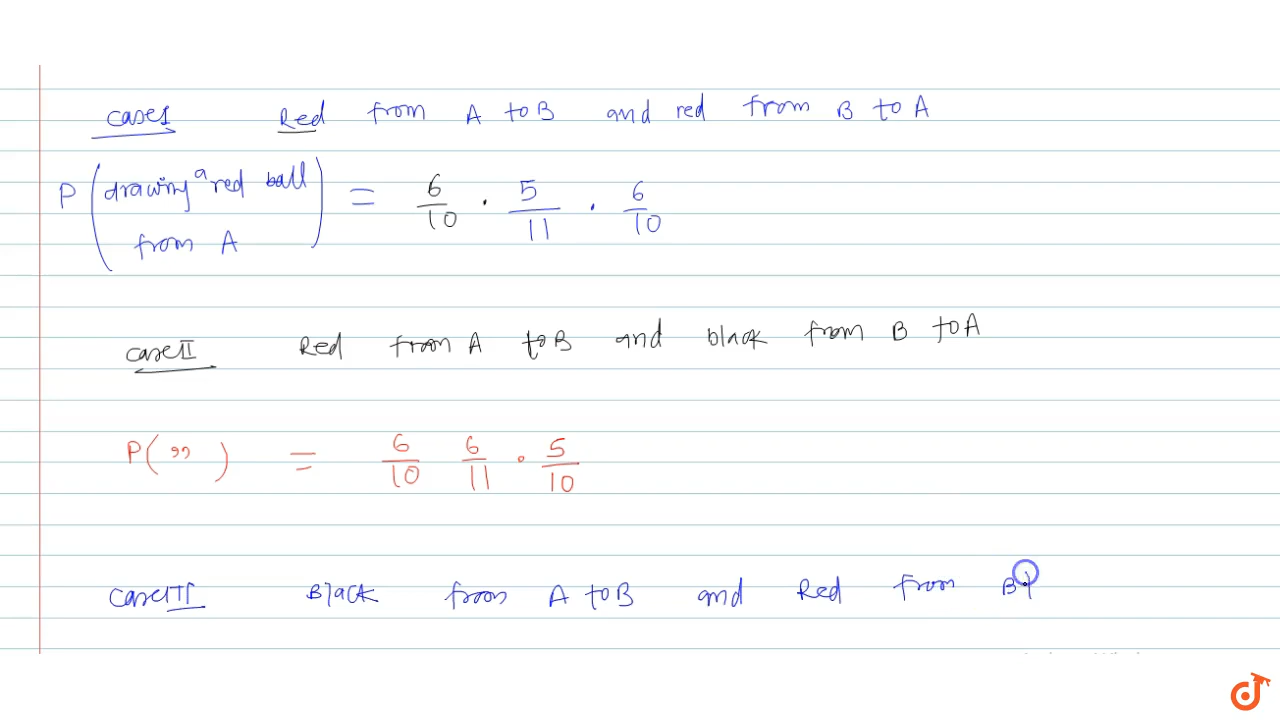 Case1 Red from A to B and red from B to A
P (drawing a red ball from A) = 6/10 . 5/11 . 6/10
Case II Red from A to B and black from B to A
P( ,, ) = 6/10 6/11 . 5/10
Case III Black from A to B and Red from B